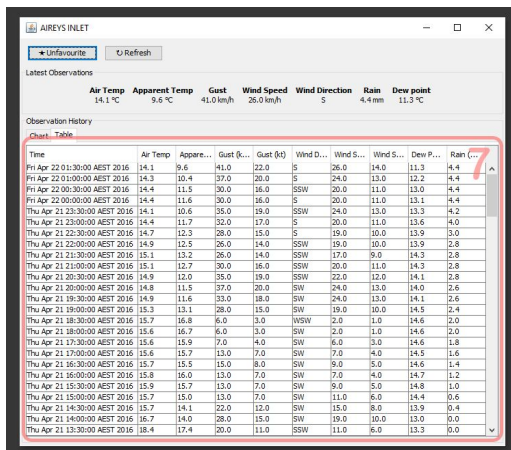 AIREYS INLET
★ Unfavourite ↻ Refresh
Latest Observations
Air Temp Apparent Temp Gust Wind Speed Wind Direction Rain Dew point
14.1 ºC 9.6 ºC 41.0 km/h 26.0 km/h S 4.4 mm 11.3 ºC
Observation History
Chart Table
7
Time Air Temp Appare... Gust (k... Gust (kt) Wind D... Wind S... Wind S... Dew P... Rain (...
Fri Apr 22 01:30:00 AEST 2016 14.1 9.6 41.0 22.0 S 26.0 14.0 11.3 4.4
Fri Apr 22 01:00:00 AEST 2016 14.3 10.4 37.0 20.0 S 24.0 13.0 12.2 4.4
Fri Apr 22 00:30:00 AEST 2016 14.4 11.5 30.0 16.0 SSW 20.0 11.0 13.0 4.4
Fri Apr 22 00:00:00 AEST 2016 14.4 11.6 30.0 16.0 S 20.0 11.0 13.1 4.4
Thu Apr 21 23:30:00 AEST 2016 14.1 10.6 35.0 19.0 SSW 24.0 13.0 13.3 4.2
Thu Apr 21 23:00:00 AEST 2016 14.4 11.7 32.0 17.0 S 20.0 11.0 13.6 4.0
Thu Apr 21 22:30:00 AEST 2016 14.7 12.3 28.0 15.0 S 19.0 10.0 13.9 3.0
Thu Apr 21 22:00:00 AEST 2016 14.9 12.5 26.0 14.0 SSW 19.0 10.0 13.9 2.8
Thu Apr 21 21:30:00 AEST 2016 15.1 13.2 26.0 14.0 SSW 17.0 9.0 14.3 2.8
Thu Apr 21 21:00:00 AEST 2016 15.1 12.7 30.0 16.0 SSW 20.0 11.0 14.3 2.8
Thu Apr 21 20:30:00 AEST 2016 14.9 12.0 35.0 19.0 SSW 22.0 12.0 14.1 2.8
Thu Apr 21 20:00:00 AEST 2016 14.8 11.5 37.0 20.0 SW 24.0 13.0 14.0 2.6
Thu Apr 21 19:30:00 AEST 2016 14.9 11.6 33.0 18.0 SW 24.0 13.0 14.1 2.6
Thu Apr 21 19:00:00 AEST 2016 15.3 13.1 28.0 15.0 SW 19.0 10.0 14.5 2.4
Thu Apr 21 18:30:00 AEST 2016 15.7 16.8 6.0 3.0 WSW 2.0 1.0 14.6 2.0
Thu Apr 21 18:00:00 AEST 2016 15.6 16.7 6.0 3.0 SW 2.0 1.0 14.6 2.0
Thu Apr 21 17:30:00 AEST 2016 15.6 15.9 7.0 4.0 SW 6.0 3.0 14.6 1.8
Thu Apr 21 17:00:00 AEST 2016 15.6 15.7 13.0 7.0 SW 7.0 4.0 14.5 1.6
Thu Apr 21 16:30:00 AEST 2016 15.7 15.5 15.0 8.0 SW 9.0 5.0 14.6 1.4
Thu Apr 21 16:00:00 AEST 2016 15.8 16.0 13.0 7.0 SW 7.0 4.0 14.7 1.2
Thu Apr 21 15:30:00 AEST 2016 15.9 15.7 13.0 7.0 SW 9.0 5.0 14.8 1.0
Thu Apr 21 15:00:00 AEST 2016 15.7 15.0 13.0 7.0 SW 11.0 6.0 14.4 0.6
Thu Apr 21 14:30:00 AEST 2016 15.7 14.1 22.0 12.0 SW 15.0 8.0 13.9 0.4
Thu Apr 21 14:00:00 AEST 2016 16.7 14.0 28.0 15.0 SW 19.0 10.0 13.0 0.0
Thu Apr 21 13:30:00 AEST 2016 18.4 17.4 20.0 11.0 SSW 11.0 6.0 13.3 0.0